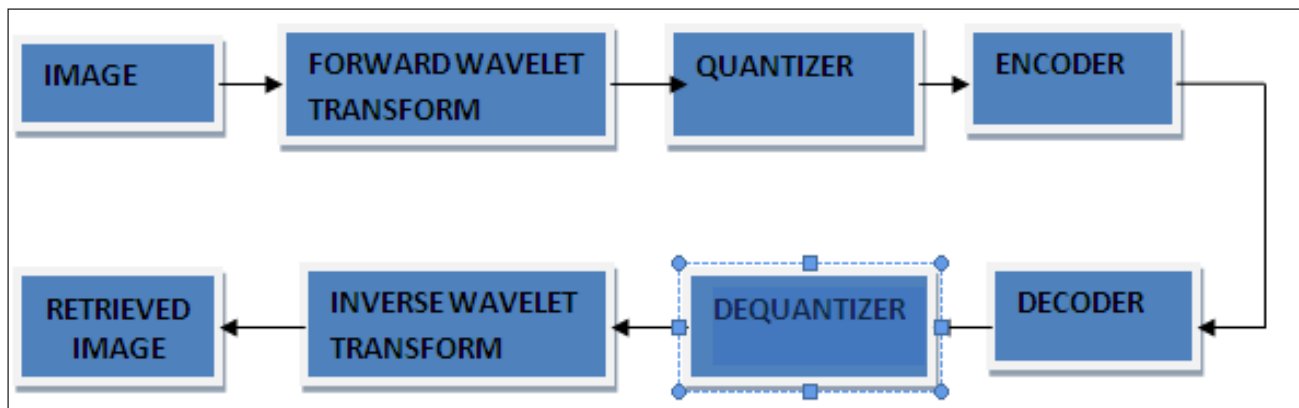 IMAGE
FORWARD WAVELET
TRANSFORM
QUANTIZER
ENCODER
RETRIEVED
IMAGE
INVERSE WAVELET
TRANSFORM
DEQUANTIZER
DECODER